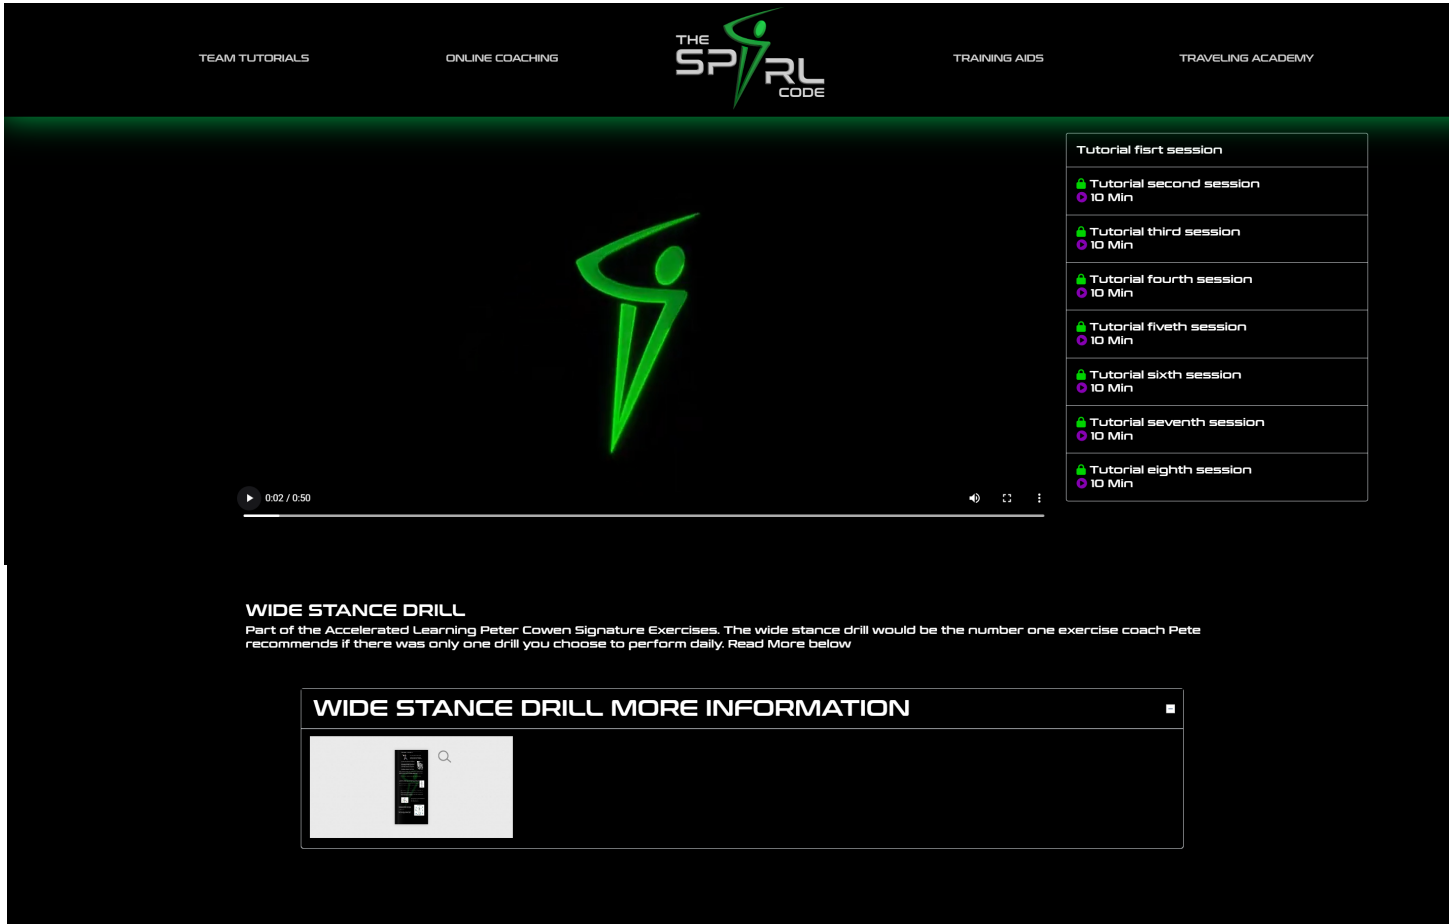 TEAM TUTORIALS
ONLINE COACHING
THE
SPIRL
CODE
TRAINING AIDS
TRAVELING ACADEMY
Tutorial fisrt session
Tutorial second session
10 Min
Tutorial third session
10 Min
Tutorial fourth session
10 Min
Tutorial fiveth session
10 Min
Tutorial sixth session
10 Min
Tutorial seventh session
10 Min
Tutorial eighth session
10 Min
0:02 / 0:50
WIDE STANCE DRILL
Part of the Accelerated Learning Peter Cowen Signature Exercises. The wide stance drill would be the number one exercise coach Pete
recommends if there was only one drill you choose to perform daily. Read More below
WIDE STANCE DRILL MORE INFORMATION